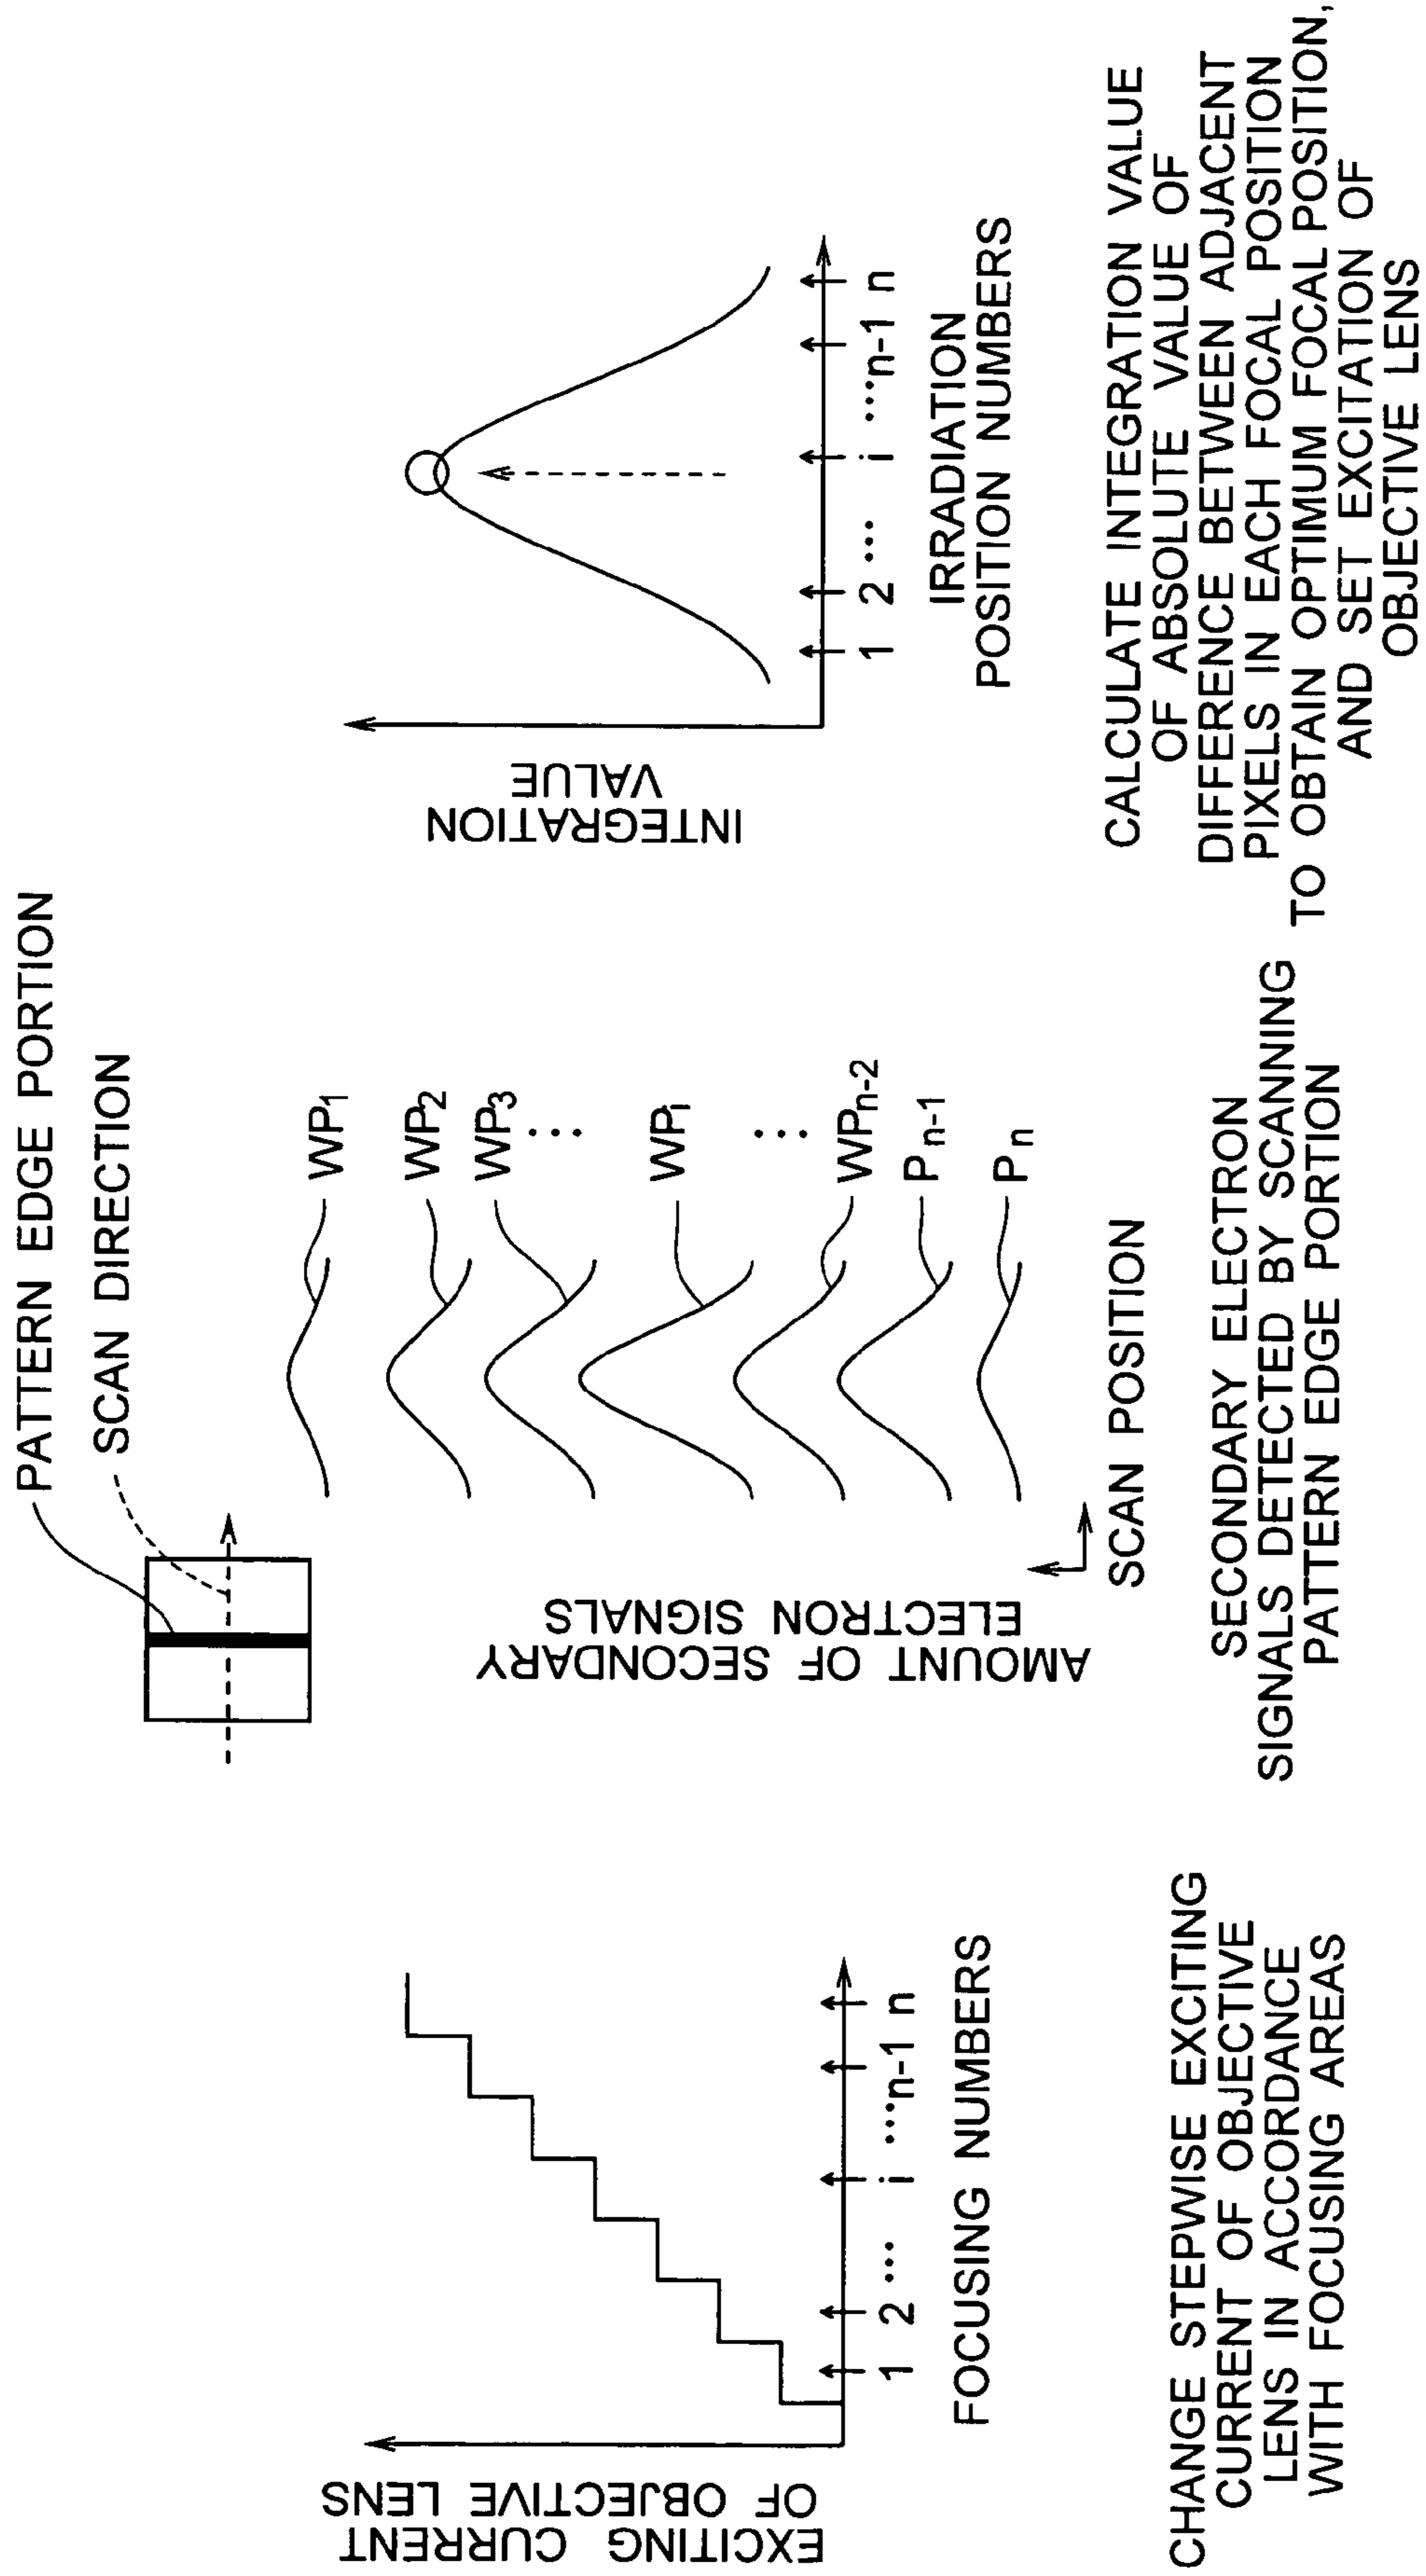 EXCITING CURRENT
OF OBJECTIVE LENS
1 2 ... i ...n-1 n
FOCUSING NUMBERS
CHANGE STEPWISE EXCITING
CURRENT OF OBJECTIVE
LENS IN ACCORDANCE
WITH FOCUSING AREAS
PATTERN EDGE PORTION
SCAN DIRECTION
WP1
WP2
WP3
...
WPi
...
WPn-2
Pn-1
Pn
AMOUNT OF SECONDARY
ELECTRON SIGNALS
SCAN POSITION
SECONDARY ELECTRON
SIGNALS DETECTED BY SCANNING
PATTERN EDGE PORTION
INTEGRATION
VALUE
1 2 ... i ...n-1 n
IRRADIATION
POSITION NUMBERS
CALCULATE INTEGRATION VALUE
OF ABSOLUTE VALUE OF
DIFFERENCE BETWEEN ADJACENT
PIXELS IN EACH FOCAL POSITION
TO OBTAIN OPTIMUM FOCAL POSITION,
AND SET EXCITATION OF
OBJECTIVE LENS